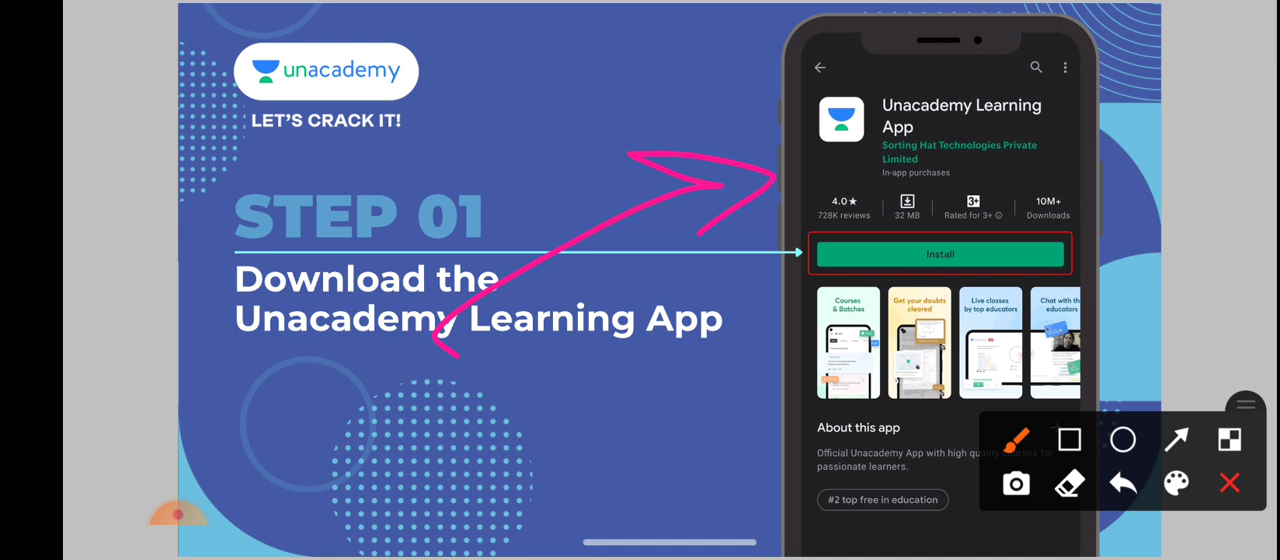 unacademy
LET'S CRACK IT!
STEP 01
Download the
Unacademy Learning App
Unacademy Learning
App
Sorting Hat Technologies Private
Limited
In-app purchases
4.0★ 3+ 10M+
728K reviews 32 MB Rated for 3+ Downloads
Install
Courses
& Batches
Get your doubts
cleared
Live classes
by top educators
Chat with th
educators
About this app
Official Unacademy App with high quality courses for
passionate learners.
#2 top free in education